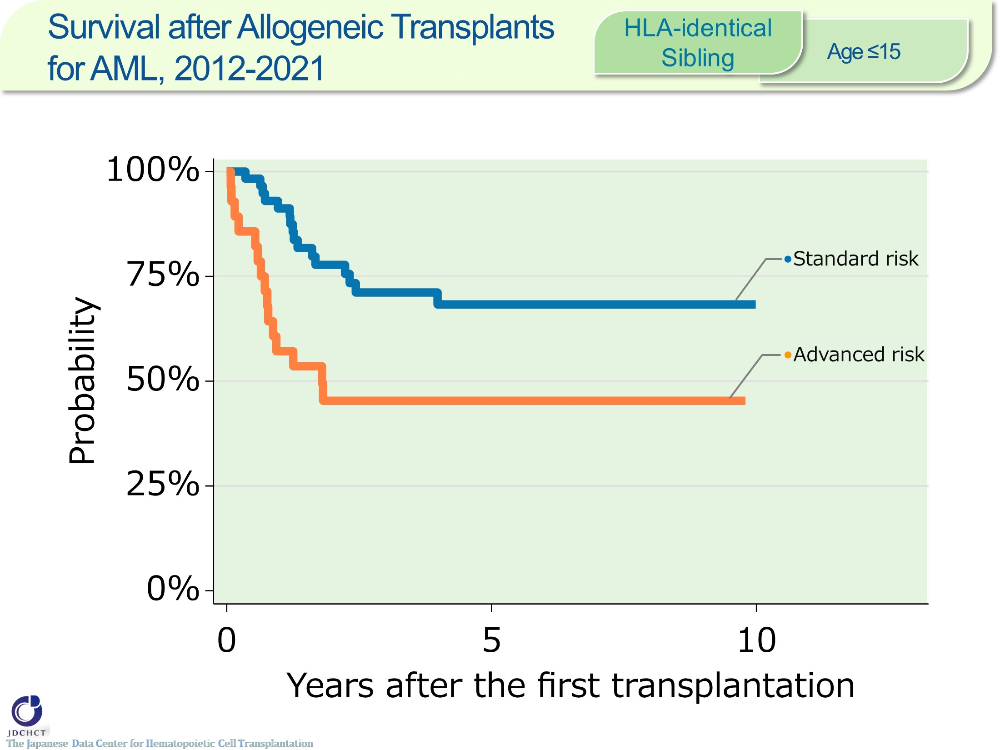 Survival after Allogeneic Transplants
for AML, 2012-2021
HLA-identical
Sibling
Age ≤15
100%
75%
50%
25%
0%
Probability
Standard risk
Advanced risk
0
5
10
Years after the first transplantation
JDCHCT
The Japanese Data Center for Hematopoietic Cell Transplantation